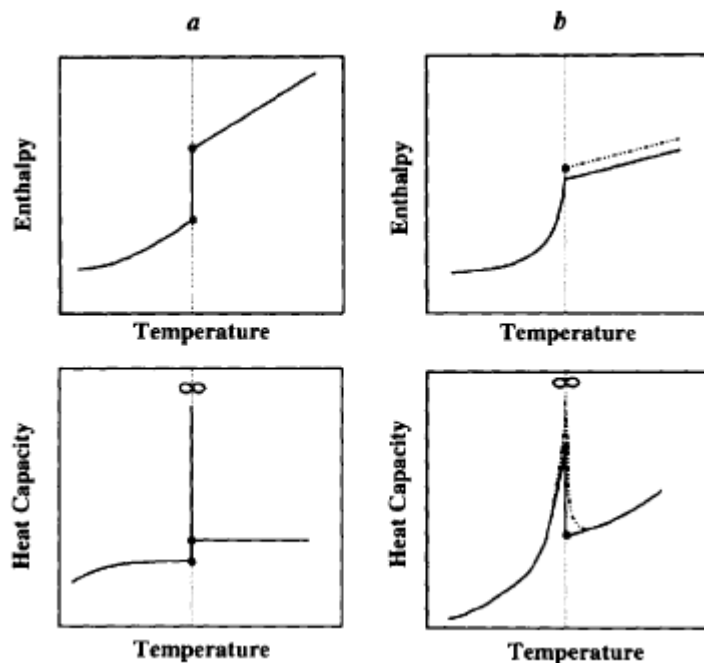 a
b
Enthalpy
Temperature
Enthalpy
Temperature
∞
Heat Capacity
Temperature
∞
Heat Capacity
Temperature